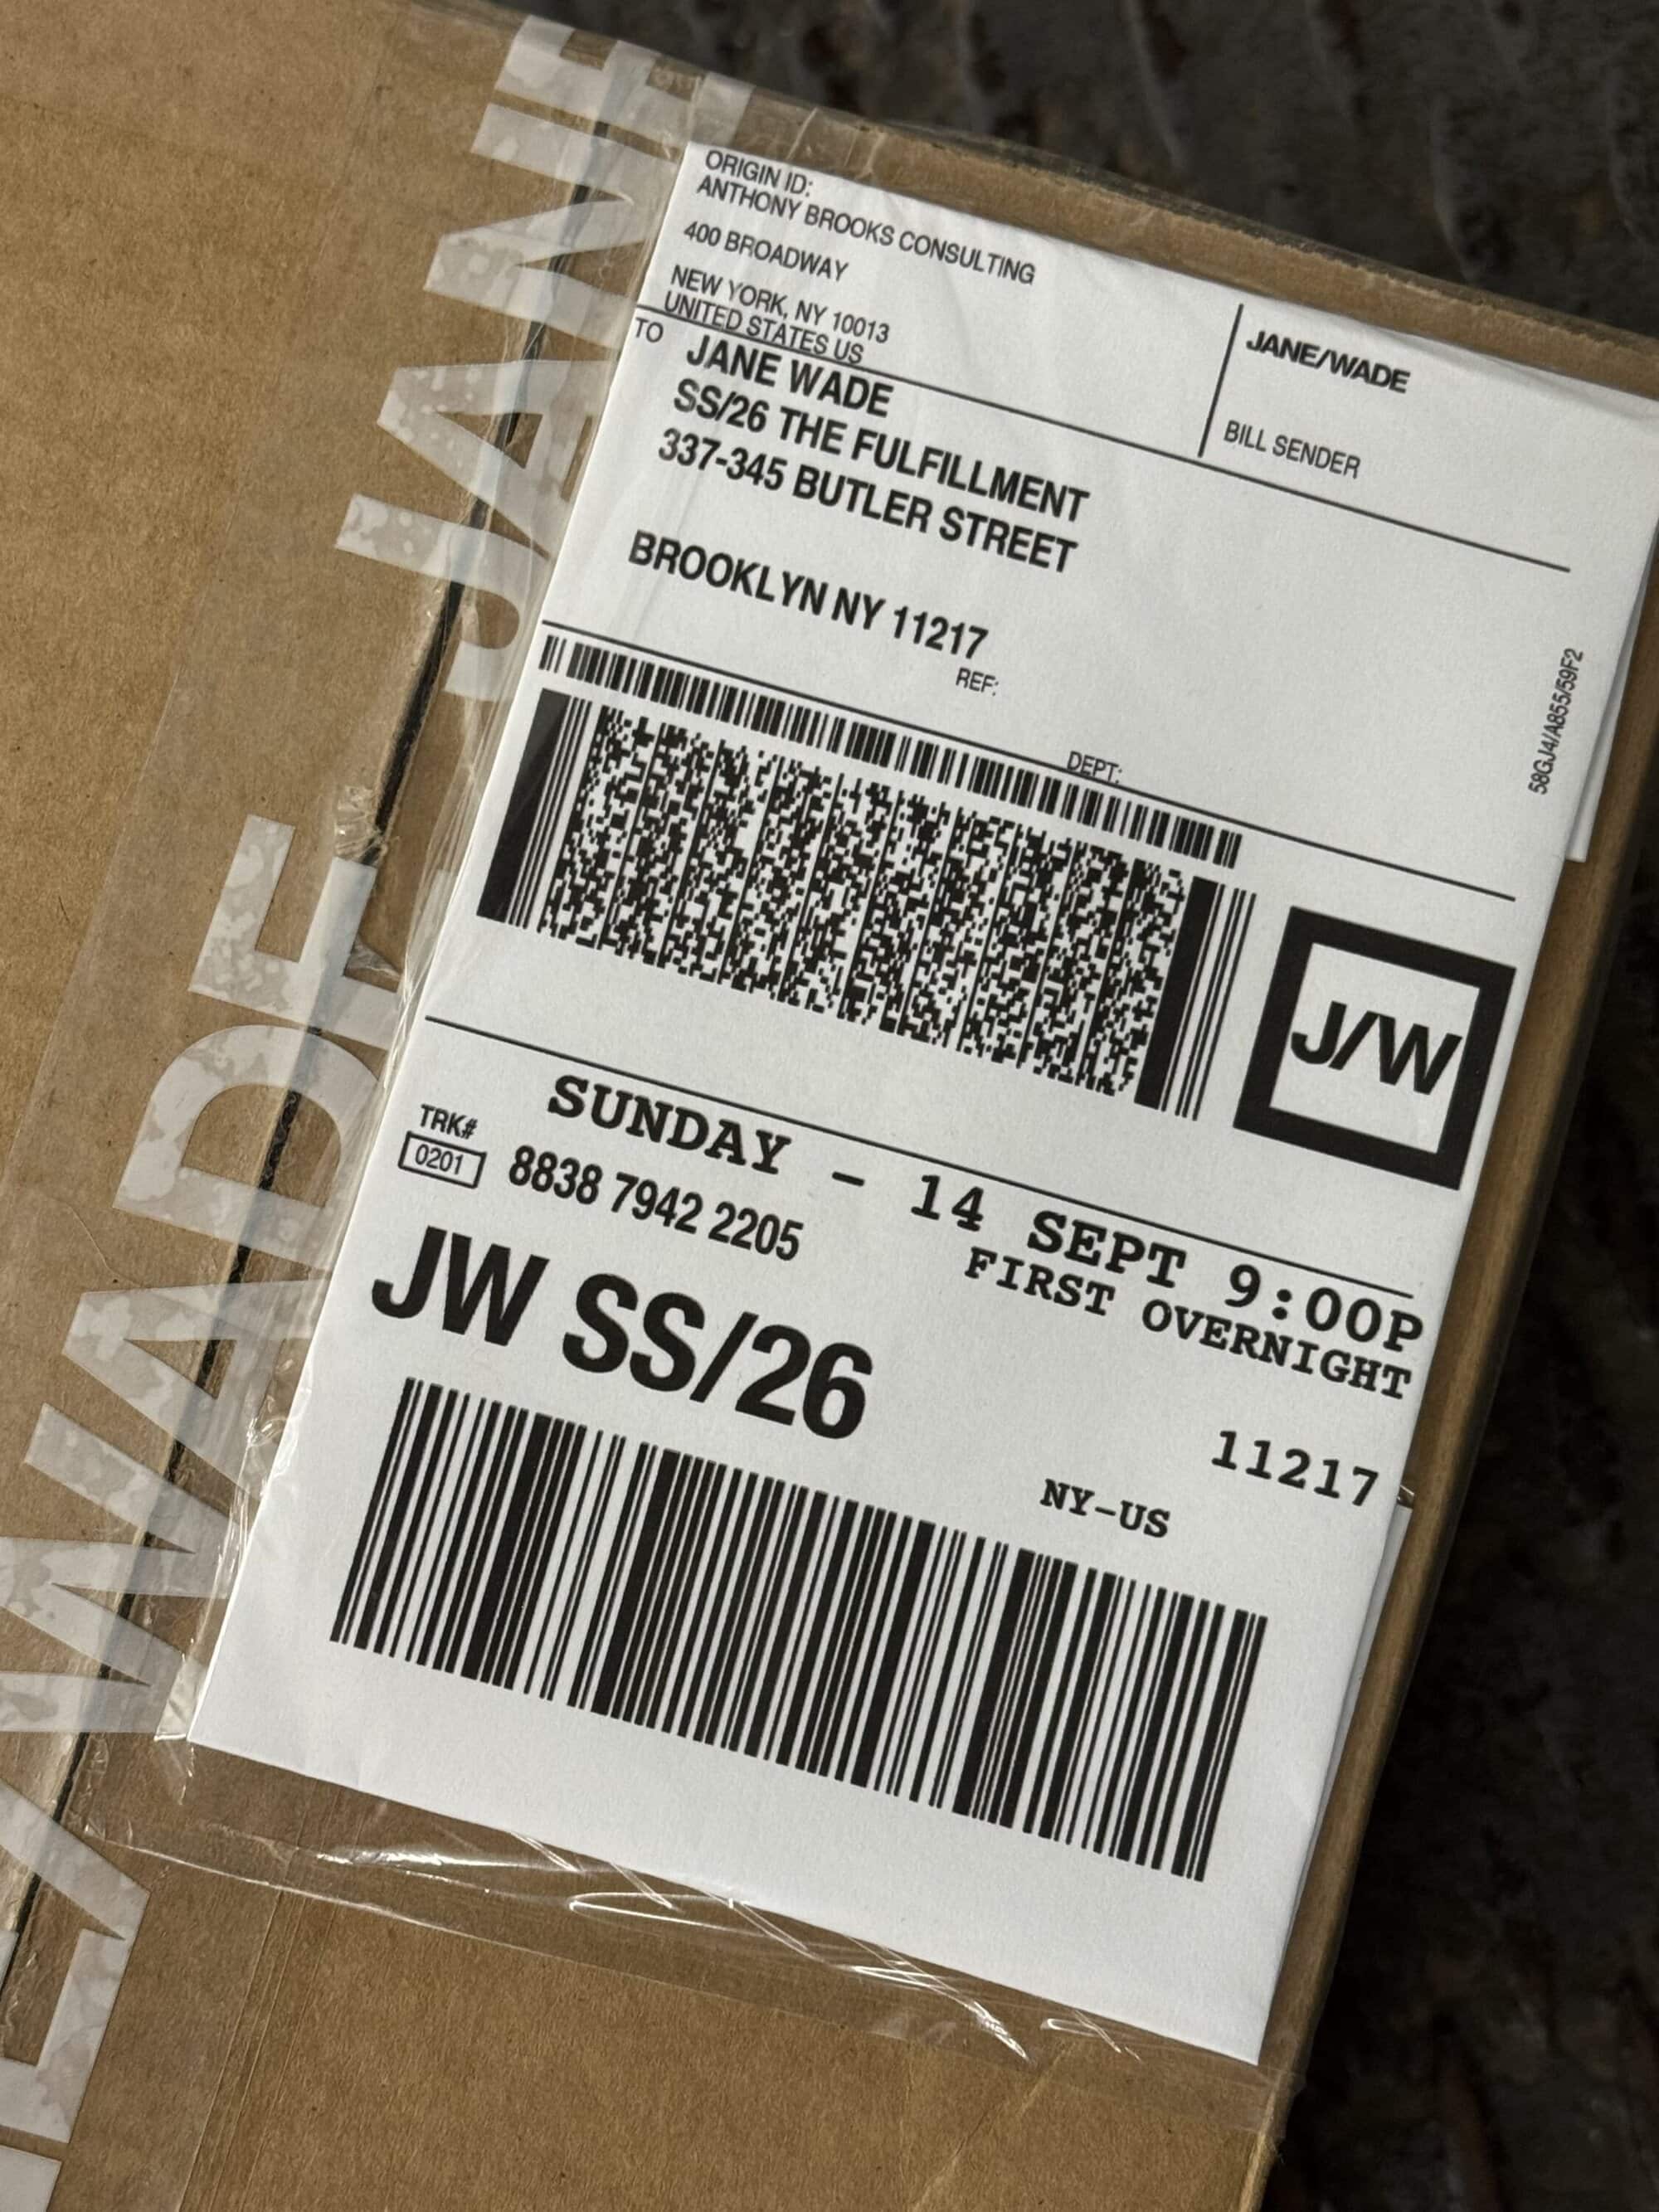 ORIGIN ID:
ANTHONY BROOKS CONSULTING
400 BROADWAY
NEW YORK, NY 10013
UNITED STATES US
JANE/WADE
BILL SENDER
TO
JANE WADE
SS/26 THE FULFILLMENT
337-345 BUTLER STREET
BROOKLYN NY 11217
REF:
DEPT:
58GJ4/A855/59F2
J/W
SUNDAY - 14 SEPT 9:00P
FIRST OVERNIGHT
TRK#
0201
8838 7942 2205
JW SS/26
11217
NY-US
WADE JANE